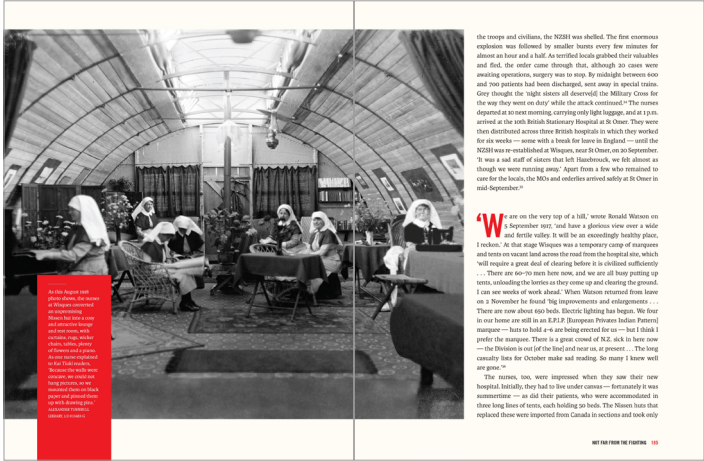 As this August 1918
photo shows, the nurses
at Wisques converted
an unpromising
Nissen hut into a cosy
and attractive lounge
and rest room, with
curtains, rugs, wicker
chairs, tables, plenty
of flowers and a piano.
As one nurse explained
to Kai Tiaki readers,
'Because the walls were
concave, we could not
hang pictures, so we
mounted them on black
paper and pinned them
up with drawing pins.'
ALEXANDER TURNBULL
the troops and civilians, the NZSH was shelled. The first enormous
explosion was followed by smaller bursts every few minutes for
almost an hour and a half. As terrified locals grabbed their valuables
and fled, the order came through that, although 20 cases were
awaiting operations, surgery was to stop. By midnight between 600
and 700 patients had been discharged, sent away in special trains.
Grey thought the 'night sisters all deserve[d] the Military Cross for
the way they went on duty' while the attack continued.
The nurses
departed at 10 next morning, carrying only light luggage, and at 1 p.m.
arrived at the 10th British Stationary Hospital at St Omer. They were
then distributed across three British hospitals in which they worked
for six weeks — some with a break for leave in England — until the
NZSH was re-established at Wisques, near St Omer, on 20 September.
'It was a sad staff of sisters that left Hazebrouck, we felt almost as
though we were running away.' Apart from a few who remained to
care for the locals, the MOs and orderlies arrived safely at St Omer in
mid-September.
'We are on the very top of a hill,' wrote Ronald Watson on
5 September 1917, 'and have a glorious view over a wide
and fertile valley. It will be an exceedingly healthy place,
I reckon.' At that stage Wisques was a temporary camp of marquees
and tents on vacant land across the road from the hospital site, which
'will require a great deal of clearing before it is civilized sufficiently
. . . There are 60–70 men here now, and we are all busy putting up
tents, unloading the lorries as they come up and clearing the ground.
I can see weeks of work ahead.' When Watson returned from leave
on 2 November he found 'big improvements and enlargements . . .
There are now about 650 beds. Electric lighting has begun. We four
in our home are still in an E.P.I.P. [European Privates Indian Pattern]
marquee — huts to hold 4–6 are being erected for us — but I think I
prefer the marquee. There is a great crowd of N.Z. sick in here now
— the Division is out [of the line] and near us, at present . . . The long
casualty lists for October make sad reading. So many I knew well
are gone.'
The nurses, too, were impressed when they saw their new
hospital. Initially, they had to live under canvas — fortunately it was
summertime — as did their patients, who were accommodated in
three long lines of tents, each holding 50 beds. The Nissen huts that
replaced these were imported from Canada in sections and took only
NOT FAR FROM THE FIGHTING